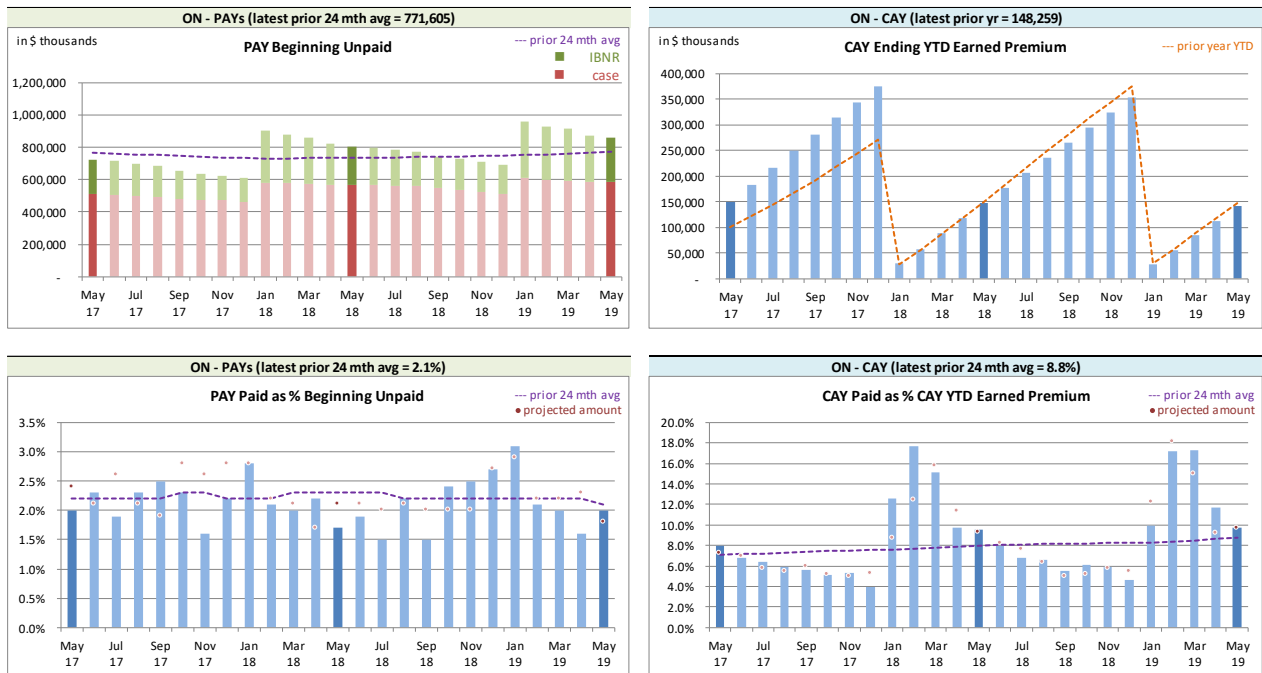 ON - PAYs (latest prior 24 mth avg = 771,605)
in $ thousands
PAY Beginning Unpaid
--- prior 24 mth avg
IBNR
case
1,200,000
1,000,000
800,000
600,000
400,000
200,000
-
May Jul Sep Nov Jan Mar May Jul Sep Nov Jan Mar May
17 17 17 17 18 18 18 18 18 18 19 19 19
ON - CAY (latest prior yr = 148,259)
in $ thousands
CAY Ending YTD Earned Premium
--- prior year YTD
400,000
350,000
300,000
250,000
200,000
150,000
100,000
50,000
-
May Jul Sep Nov Jan Mar May Jul Sep Nov Jan Mar May
17 17 17 17 18 18 18 18 18 18 19 19 19
ON - PAYs (latest prior 24 mth avg = 2.1%)
PAY Paid as % Beginning Unpaid
--- prior 24 mth avg
projected amount
3.5%
3.0%
2.5%
2.0%
1.5%
1.0%
0.5%
0.0%
May Jul Sep Nov Jan Mar May Jul Sep Nov Jan Mar May
17 17 17 17 18 18 18 18 18 18 19 19 19
ON - CAY (latest prior 24 mth avg = 8.8%)
CAY Paid as % CAY YTD Earned Premium
--- prior 24 mth avg
projected amount
20.0%
18.0%
16.0%
14.0%
12.0%
10.0%
8.0%
6.0%
4.0%
2.0%
0.0%
May Jul Sep Nov Jan Mar May Jul Sep Nov Jan Mar May
17 17 17 17 18 18 18 18 18 18 19 19 19